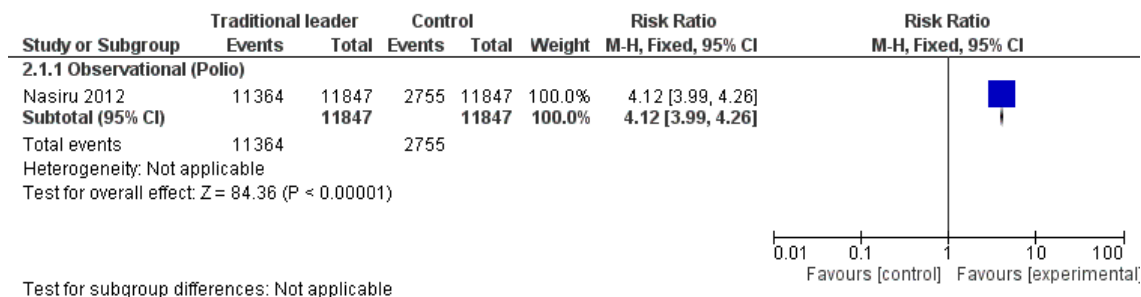 Traditional leader Control Risk Ratio Risk Ratio
Study or Subgroup Events Total Events Total Weight M-H, Fixed, 95% CI M-H, Fixed, 95% CI
2.1.1 Observational (Polio)
Nasiru 2012 11364 11847 2755 11847 100.0% 4.12 [3.99, 4.26]
Subtotal (95% CI) 11847 11847 100.0% 4.12 [3.99, 4.26]
Total events 11364 2755
Heterogeneity: Not applicable
Test for overall effect: Z = 84.36 (P < 0.00001)
0.01 0.1 1 10 100
Favours [control] Favours [experimental]
Test for subgroup differences: Not applicable